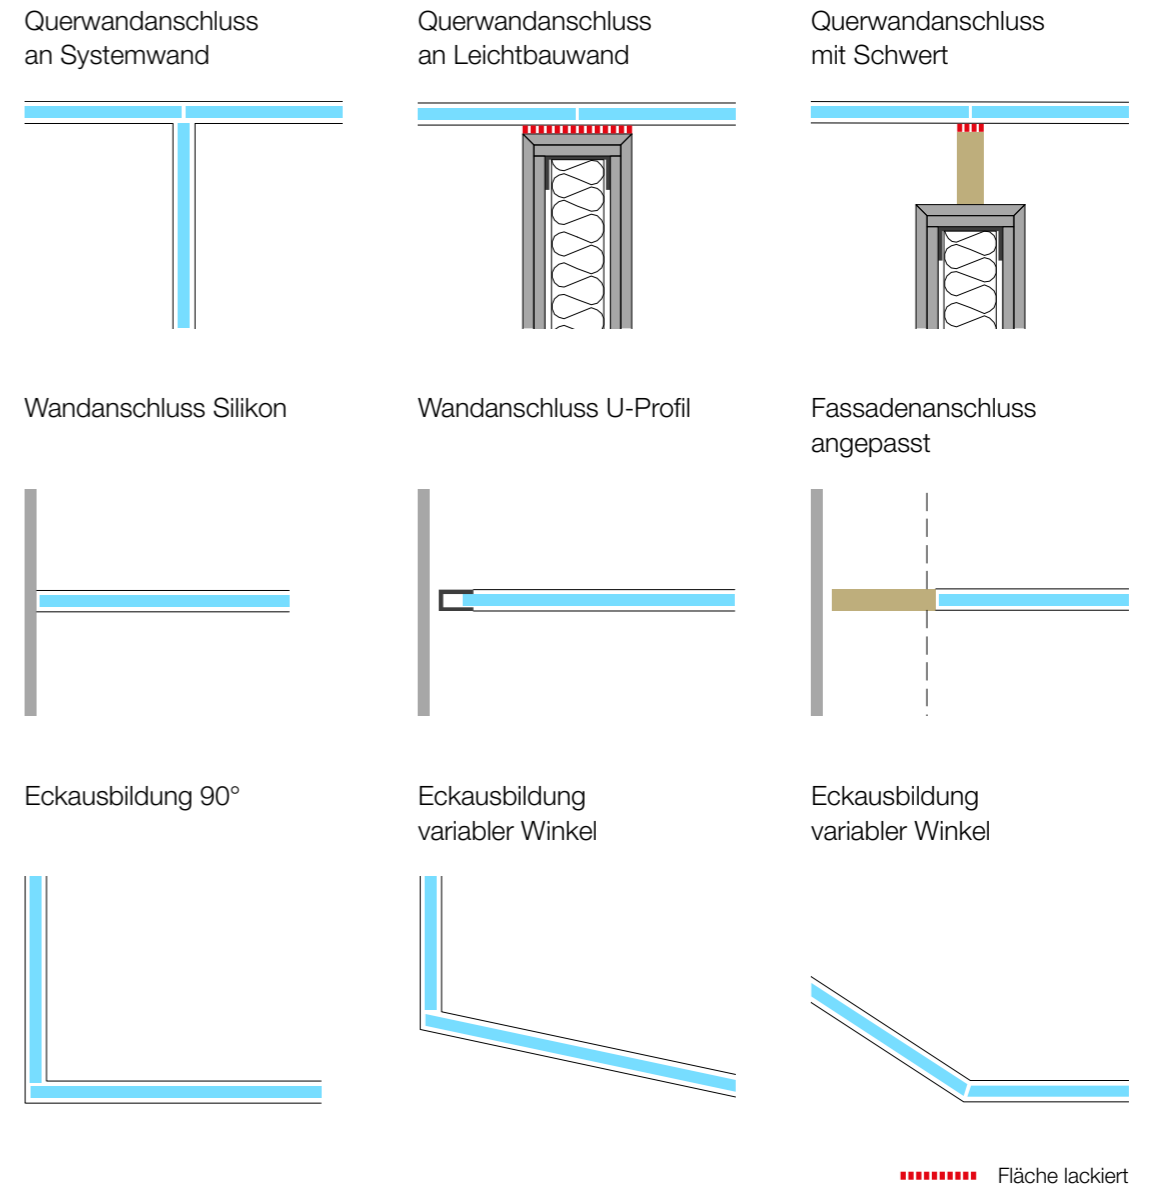 Querwandanschluss
an Systemwand
Querwandanschluss
an Leichtbauwand
Querwandanschluss
mit Schwert
Wandanschluss Silikon
Wandanschluss U-Profil
Fassadenanschluss
angepasst
Eckausbildung 90°
Eckausbildung
variabler Winkel
Eckausbildung
variabler Winkel
Fläche lackiert